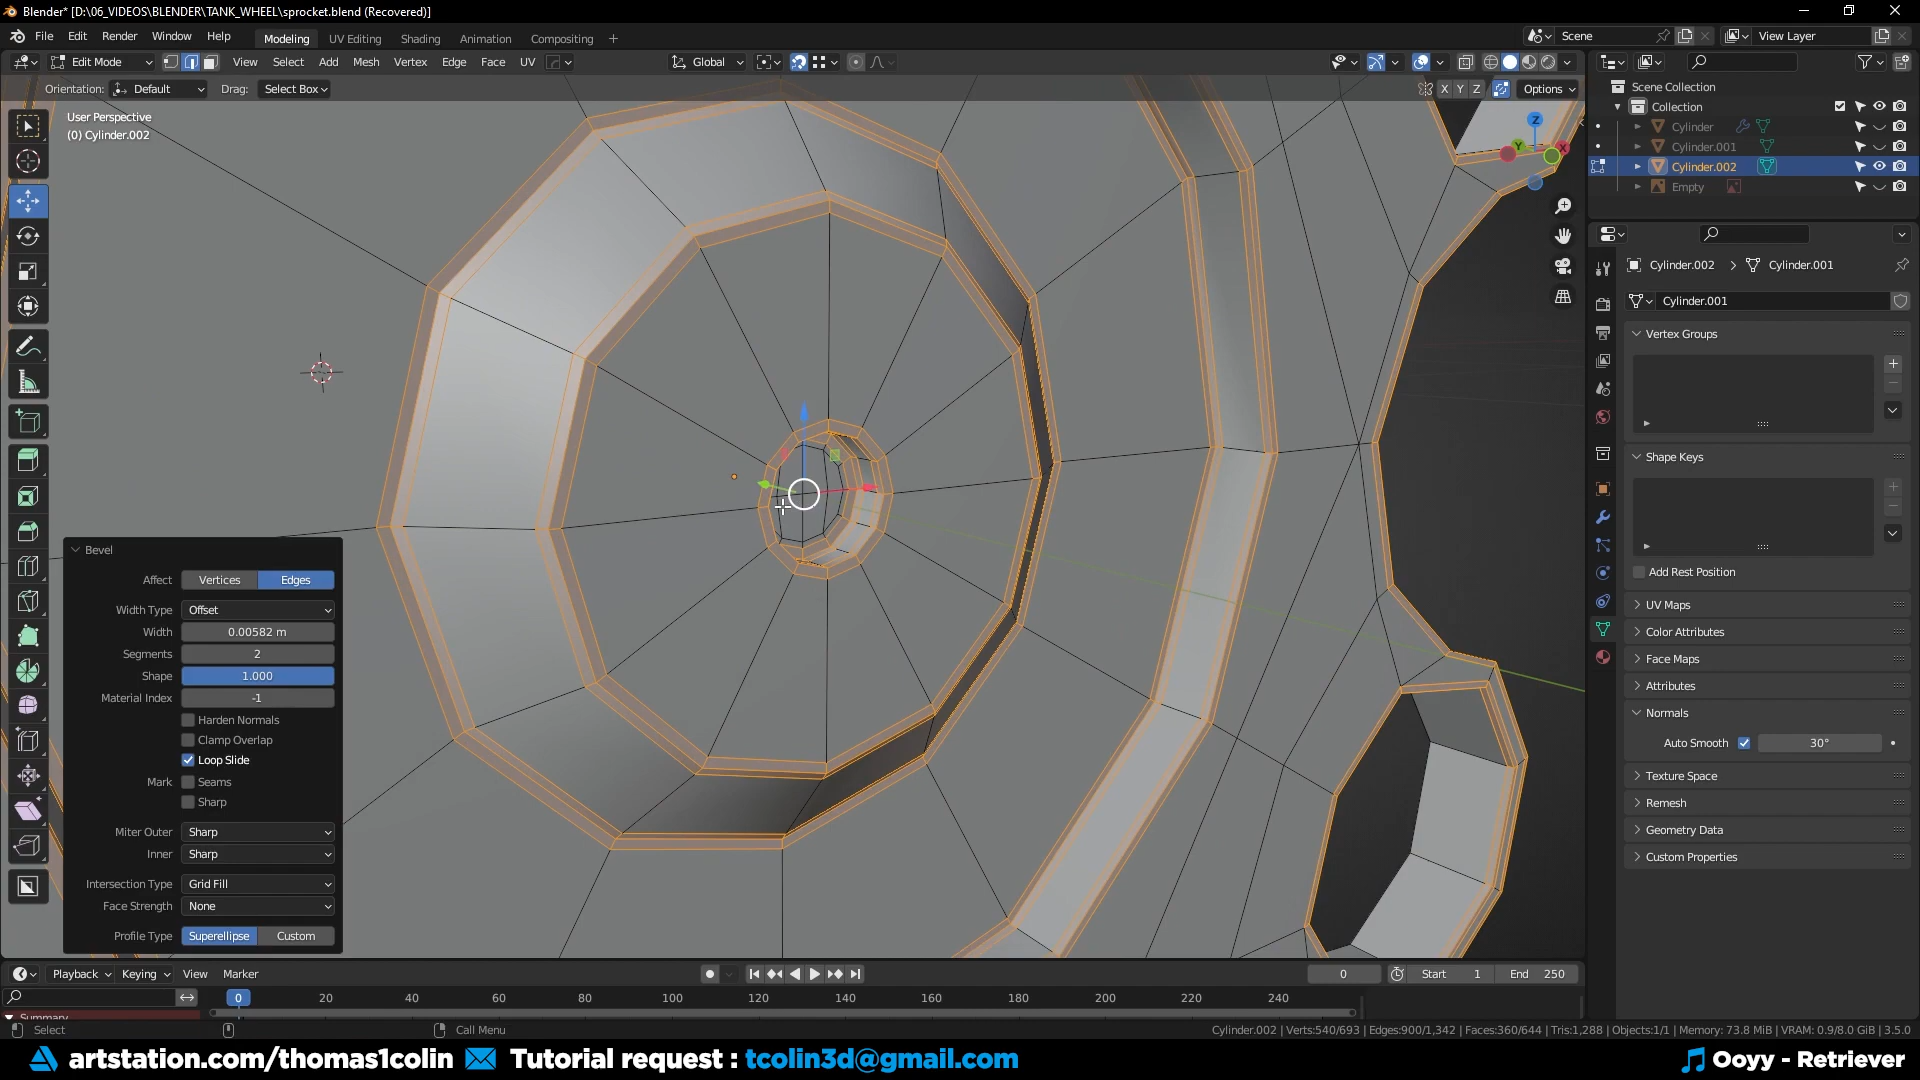 Blender* [D:\06_VIDEOS\BLENDER\TANK_WHEEL\sprocket.blend (Recovered)]
File Edit Render Window Help Modeling UV Editing Shading Animation Compositing + Scene View Layer
Edit Mode View Select Add Mesh Vertex Edge Face UV Global
Orientation: Default Drag: Select Box X Y Z Options
User Perspective
(0) Cylinder.002
Scene Collection
Collection
Cylinder
Cylinder.001
Cylinder.002
Empty
Z
Y
X
Cylinder.002 > Cylinder.001
Cylinder.001
Vertex Groups
Shape Keys
Add Rest Position
UV Maps
Color Attributes
Face Maps
Attributes
Normals
Auto Smooth 30°
Texture Space
Remesh
Geometry Data
Custom Properties
Bevel
Affect Vertices Edges
Width Type Offset
Width 0.00582 m
Segments 2
Shape 1.000
Material Index -1
Harden Normals
Clamp Overlap
Loop Slide
Mark Seams
Sharp
Miter Outer Sharp
Inner Sharp
Intersection Type Grid Fill
Face Strength None
Profile Type Superellipse Custom
Playback Keying View Marker 0 Start 1 End 250
0 20 40 60 80 100 120 140 160 180 200 220 240
Summary
Select Call Menu Cylinder.002 | Verts:540/693 | Edges:900/1,342 | Faces:360/644 | Tris:1,288 | Objects:1/1 | Memory: 73.8 MiB | VRAM: 0.9/8.0 GiB | 3.5.0
artstation.com/thomas1colin Tutorial request : tcolin3d@gmail.com Ooyy - Retriever